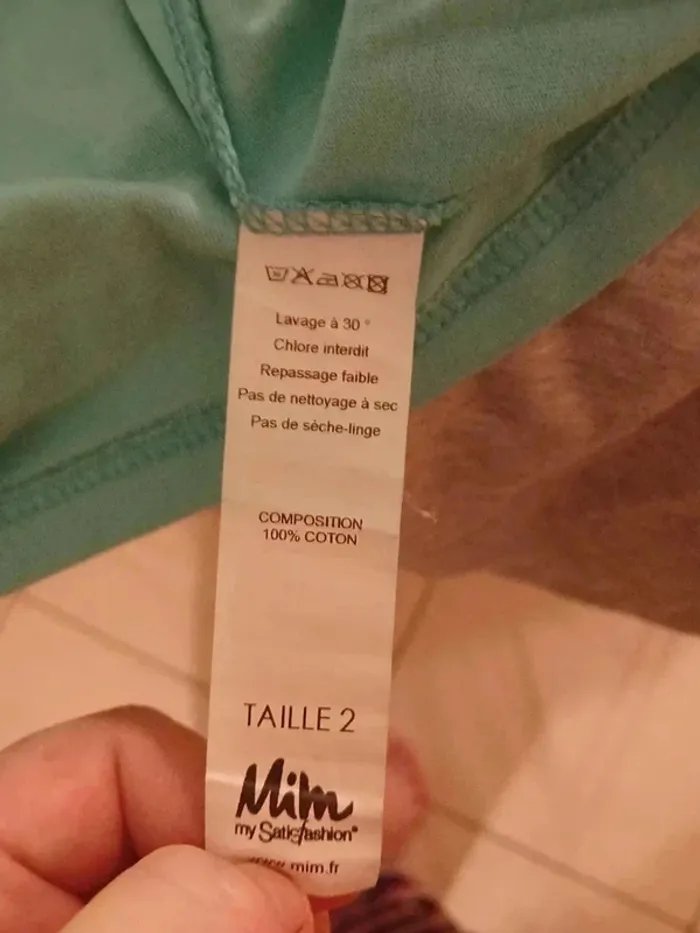 Lavage à 30 °
Chlore interdit
Repassage faible
Pas de nettoyage à sec
Pas de sèche-linge
COMPOSITION
100% COTON
TAILLE 2
Mim
my Satisfashion®
www.mim.fr